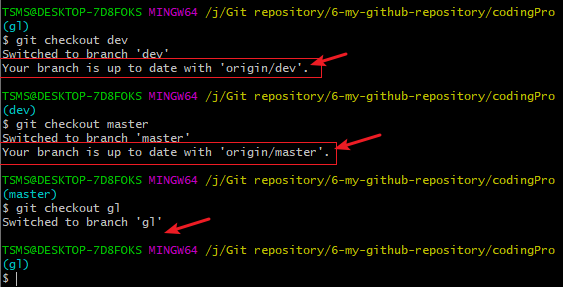 TSMS@DESKTOP-7D8FOKS MINGW64 /j/Git repository/6-my-github-repository/codingPro
(gl)
$ git checkout dev
Switched to branch 'dev'
Your branch is up to date with 'origin/dev'.
TSMS@DESKTOP-7D8FOKS MINGW64 /j/Git repository/6-my-github-repository/codingPro
(dev)
$ git checkout master
Switched to branch 'master'
Your branch is up to date with 'origin/master'.
TSMS@DESKTOP-7D8FOKS MINGW64 /j/Git repository/6-my-github-repository/codingPro
(master)
$ git checkout gl
Switched to branch 'gl'
TSMS@DESKTOP-7D8FOKS MINGW64 /j/Git repository/6-my-github-repository/codingPro
(gl)
$